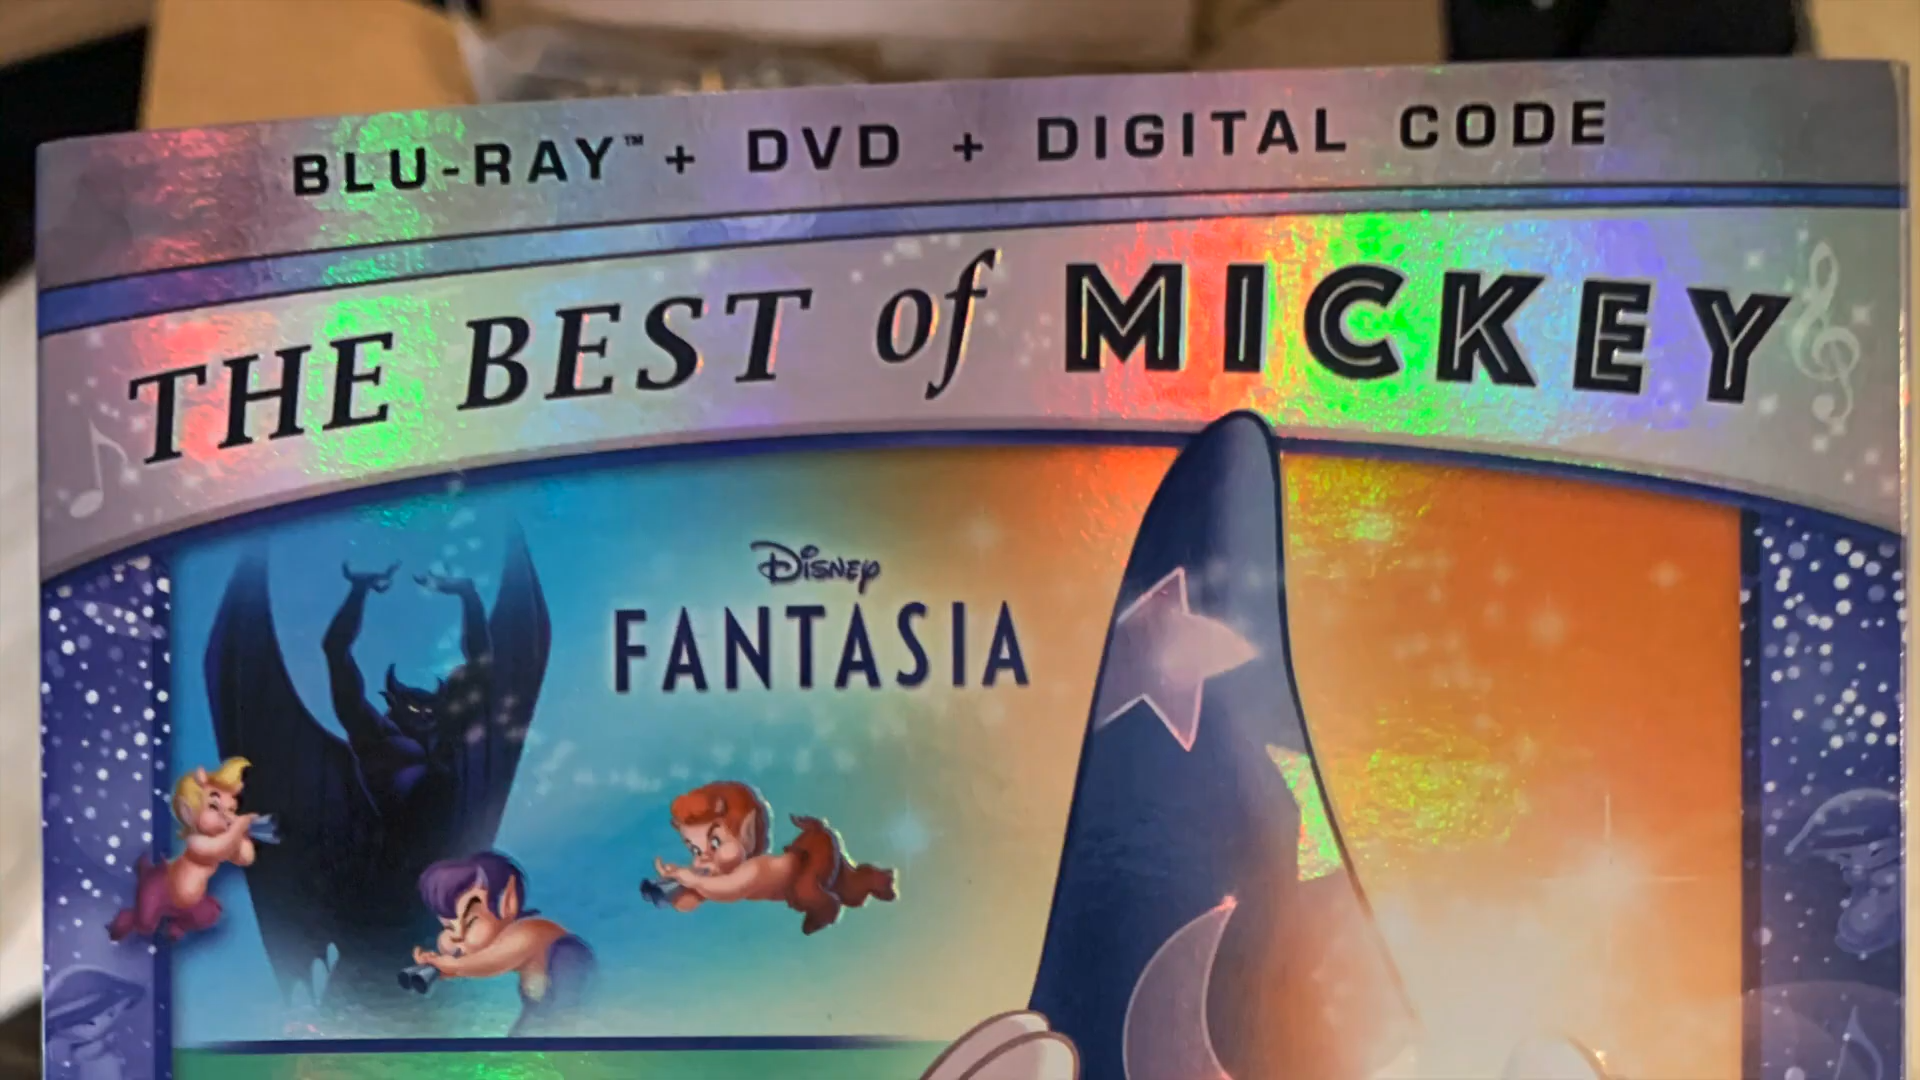 BLU-RAY™ + DVD + DIGITAL CODE
THE BEST of MICKEY
DISNEY
FANTASIA